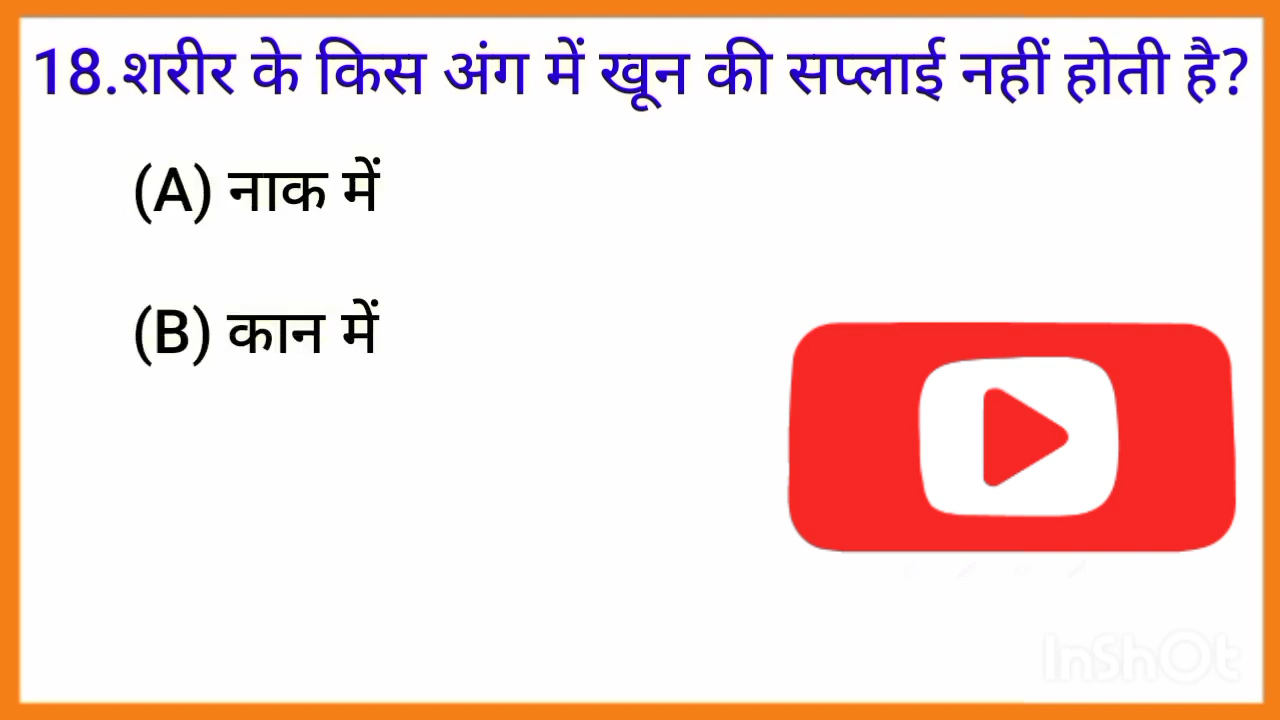 18.शरीर के किस अंग में खून की सप्लाई नहीं होती है?
(A) नाक में
(B) कान में
InShOt